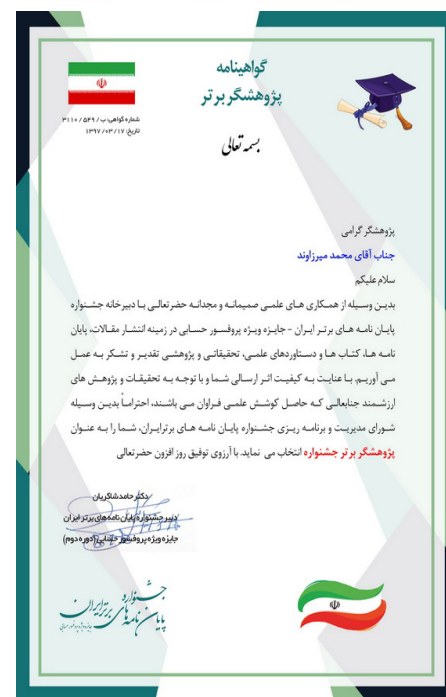 گواهینامه
پژوهشگر برتر
شماره گواهی: ب / ۵۴۹ / ۳۱۱۰
تاریخ: ۱۷ / ۰۳ / ۱۳۹۷
بسمه تعالی
پژوهشگر گرامی
جناب آقای محمد میرزاوند
سلام علیکم
بدین وسیله از همکاری های علمی صمیمانه و مجدانه حضرتعالی با دبیرخانه جشنواره
پایان نامه های برتر ایران - جایزه ویژه پروفسور حسابی در زمینه انتشار مقالات، پایان
نامه ها، کتاب ها و دستاوردهای علمی، تحقیقاتی و پژوهشی تقدیر و تشکر به عمل
می آوریم. با عنایت به کیفیت اثر ارسالی شما و با توجه به تحقیقات و پژوهش های
ارزشمند جنابعالی که حاصل کوشش علمی فراوان می باشند، احتراماً بدین وسیله
شورای مدیریت و برنامه ریزی جشنواره پایان نامه های برترایران، شما را به عنوان
پژوهشگر برتر جشنواره انتخاب می نماید. با آرزوی توفیق روز افزون حضرتعالی
دکتر حامد شاکریان
دبیر جشنواره پایان نامه‌های برتر ایران
جایزه ویژه پروفسور حسابی (دوره دوم)
جشنواره
پایان نامه های برتر ایران